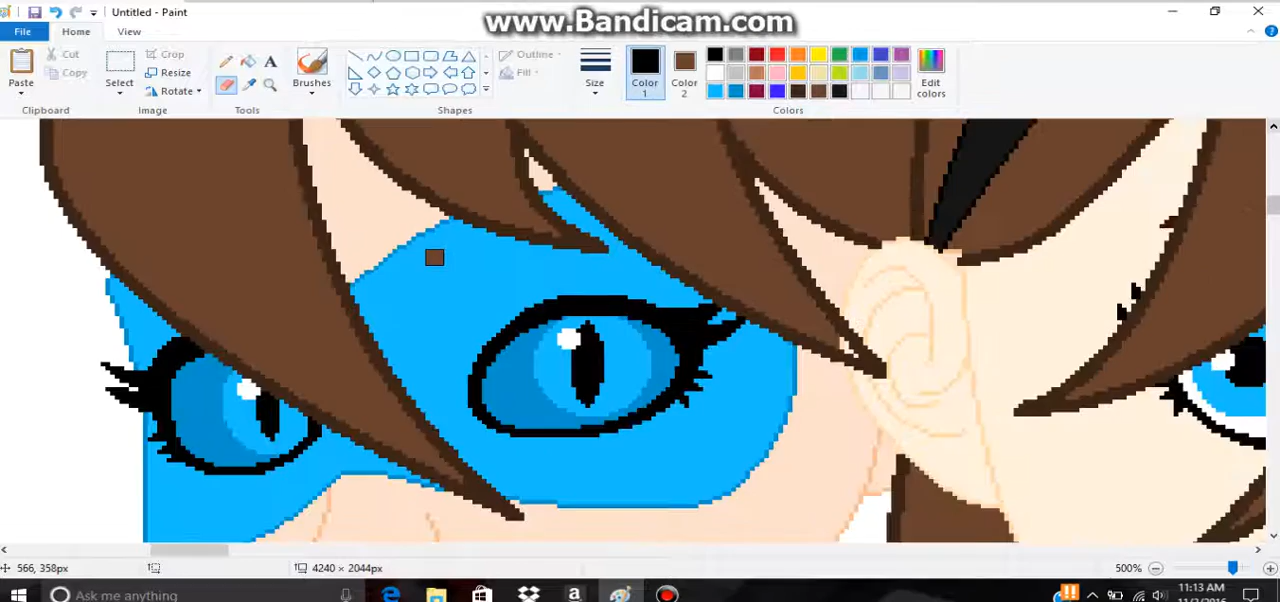 Untitled - Paint
www.Bandicam.com
File
Home
View
Cut
Copy
Paste
Clipboard
Select
Crop
Resize
Rotate
Image
A
Tools
Brushes
Outline
Fill
Shapes
Size
Color
1
Color
2
Edit
colors
Colors
566, 358px
4240 × 2044px
500%
Ask me anything
11:13 AM